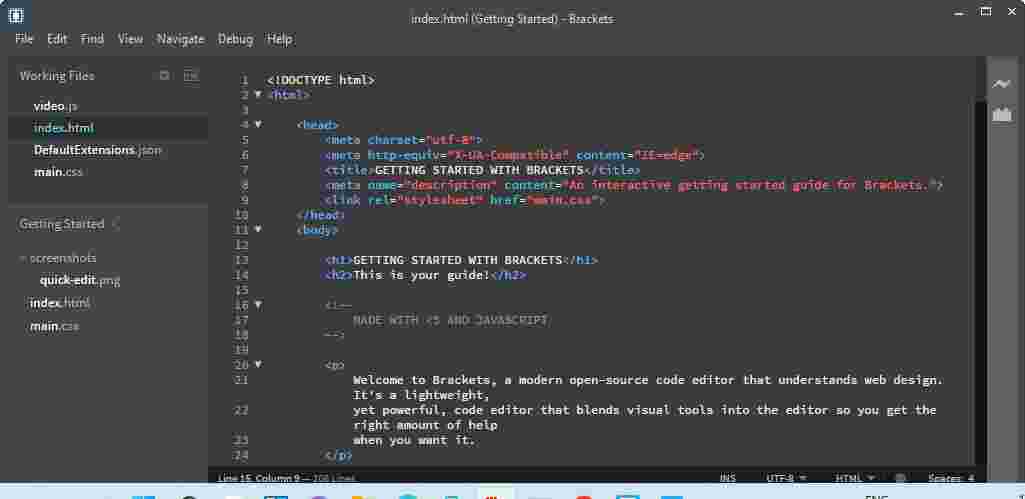 index.html (Getting Started) - Brackets
File Edit Find View Navigate Debug Help
Working Files
video.js
index.html
DefaultExtensions.json
main.css
Getting Started
screenshots
quick-edit.png
index.html
main.css
1 <!DOCTYPE html>
2 <html>
3
4 <head>
5 <meta charset="utf-8">
6 <meta http-equiv="X-UA-Compatible" content="IE=edge">
7 <title>GETTING STARTED WITH BRACKETS</title>
8 <meta name="description" content="An interactive getting started guide for Brackets.">
9 <link rel="stylesheet" href="main.css">
10 </head>
11 <body>
12
13 <h1>GETTING STARTED WITH BRACKETS</h1>
14 <h2>This is your guide!</h2>
15
16 <!--
17 MADE WITH <3 AND JAVASCRIPT
18 -->
19
20 <p>
21 Welcome to Brackets, a modern open-source code editor that understands web design.
It's a lightweight,
22 yet powerful, code editor that blends visual tools into the editor so you get the
right amount of help
23 when you want it.
24 </p>
Line 15, Column 9 — 208 Lines
INS UTF-8 HTML Spaces: 4
ENG